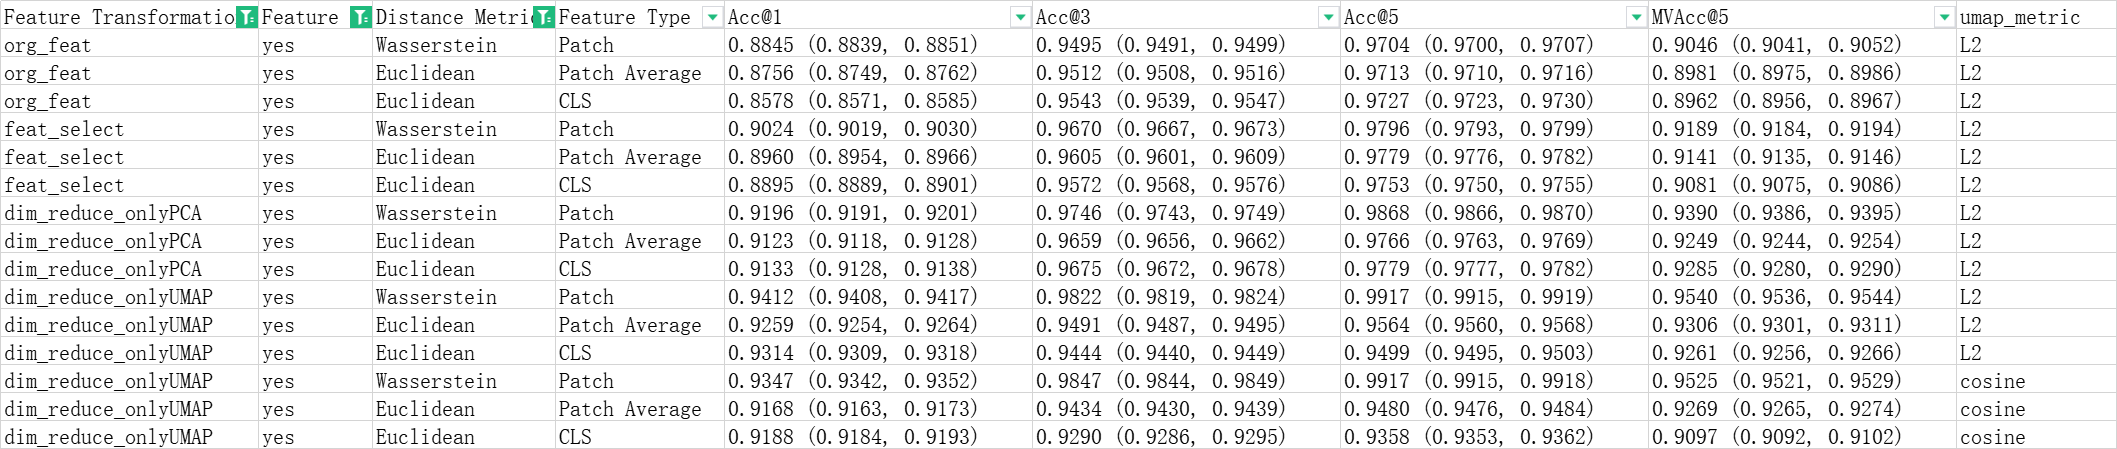 Feature Transformatio Feature Distance Metri Feature Type Acc@1 Acc@3 Acc@5 MVAcc@5 umap_metric
org_feat yes Wasserstein Patch 0.8845 (0.8839, 0.8851) 0.9495 (0.9491, 0.9499) 0.9704 (0.9700, 0.9707) 0.9046 (0.9041, 0.9052) L2
org_feat yes Euclidean Patch Average 0.8756 (0.8749, 0.8762) 0.9512 (0.9508, 0.9516) 0.9713 (0.9710, 0.9716) 0.8981 (0.8975, 0.8986) L2
org_feat yes Euclidean CLS 0.8578 (0.8571, 0.8585) 0.9543 (0.9539, 0.9547) 0.9727 (0.9723, 0.9730) 0.8962 (0.8956, 0.8967) L2
feat_select yes Wasserstein Patch 0.9024 (0.9019, 0.9030) 0.9670 (0.9667, 0.9673) 0.9796 (0.9793, 0.9799) 0.9189 (0.9184, 0.9194) L2
feat_select yes Euclidean Patch Average 0.8960 (0.8954, 0.8966) 0.9605 (0.9601, 0.9609) 0.9779 (0.9776, 0.9782) 0.9141 (0.9135, 0.9146) L2
feat_select yes Euclidean CLS 0.8895 (0.8889, 0.8901) 0.9572 (0.9568, 0.9576) 0.9753 (0.9750, 0.9755) 0.9081 (0.9075, 0.9086) L2
dim_reduce_onlyPCA yes Wasserstein Patch 0.9196 (0.9191, 0.9201) 0.9746 (0.9743, 0.9749) 0.9868 (0.9866, 0.9870) 0.9390 (0.9386, 0.9395) L2
dim_reduce_onlyPCA yes Euclidean Patch Average 0.9123 (0.9118, 0.9128) 0.9659 (0.9656, 0.9662) 0.9766 (0.9763, 0.9769) 0.9249 (0.9244, 0.9254) L2
dim_reduce_onlyPCA yes Euclidean CLS 0.9133 (0.9128, 0.9138) 0.9675 (0.9672, 0.9678) 0.9779 (0.9777, 0.9782) 0.9285 (0.9280, 0.9290) L2
dim_reduce_onlyUMAP yes Wasserstein Patch 0.9412 (0.9408, 0.9417) 0.9822 (0.9819, 0.9824) 0.9917 (0.9915, 0.9919) 0.9540 (0.9536, 0.9544) L2
dim_reduce_onlyUMAP yes Euclidean Patch Average 0.9259 (0.9254, 0.9264) 0.9491 (0.9487, 0.9495) 0.9564 (0.9560, 0.9568) 0.9306 (0.9301, 0.9311) L2
dim_reduce_onlyUMAP yes Euclidean CLS 0.9314 (0.9309, 0.9318) 0.9444 (0.9440, 0.9449) 0.9499 (0.9495, 0.9503) 0.9261 (0.9256, 0.9266) L2
dim_reduce_onlyUMAP yes Wasserstein Patch 0.9347 (0.9342, 0.9352) 0.9847 (0.9844, 0.9849) 0.9917 (0.9915, 0.9918) 0.9525 (0.9521, 0.9529) cosine
dim_reduce_onlyUMAP yes Euclidean Patch Average 0.9168 (0.9163, 0.9173) 0.9434 (0.9430, 0.9439) 0.9480 (0.9476, 0.9484) 0.9269 (0.9265, 0.9274) cosine
dim_reduce_onlyUMAP yes Euclidean CLS 0.9188 (0.9184, 0.9193) 0.9290 (0.9286, 0.9295) 0.9358 (0.9353, 0.9362) 0.9097 (0.9092, 0.9102) cosine